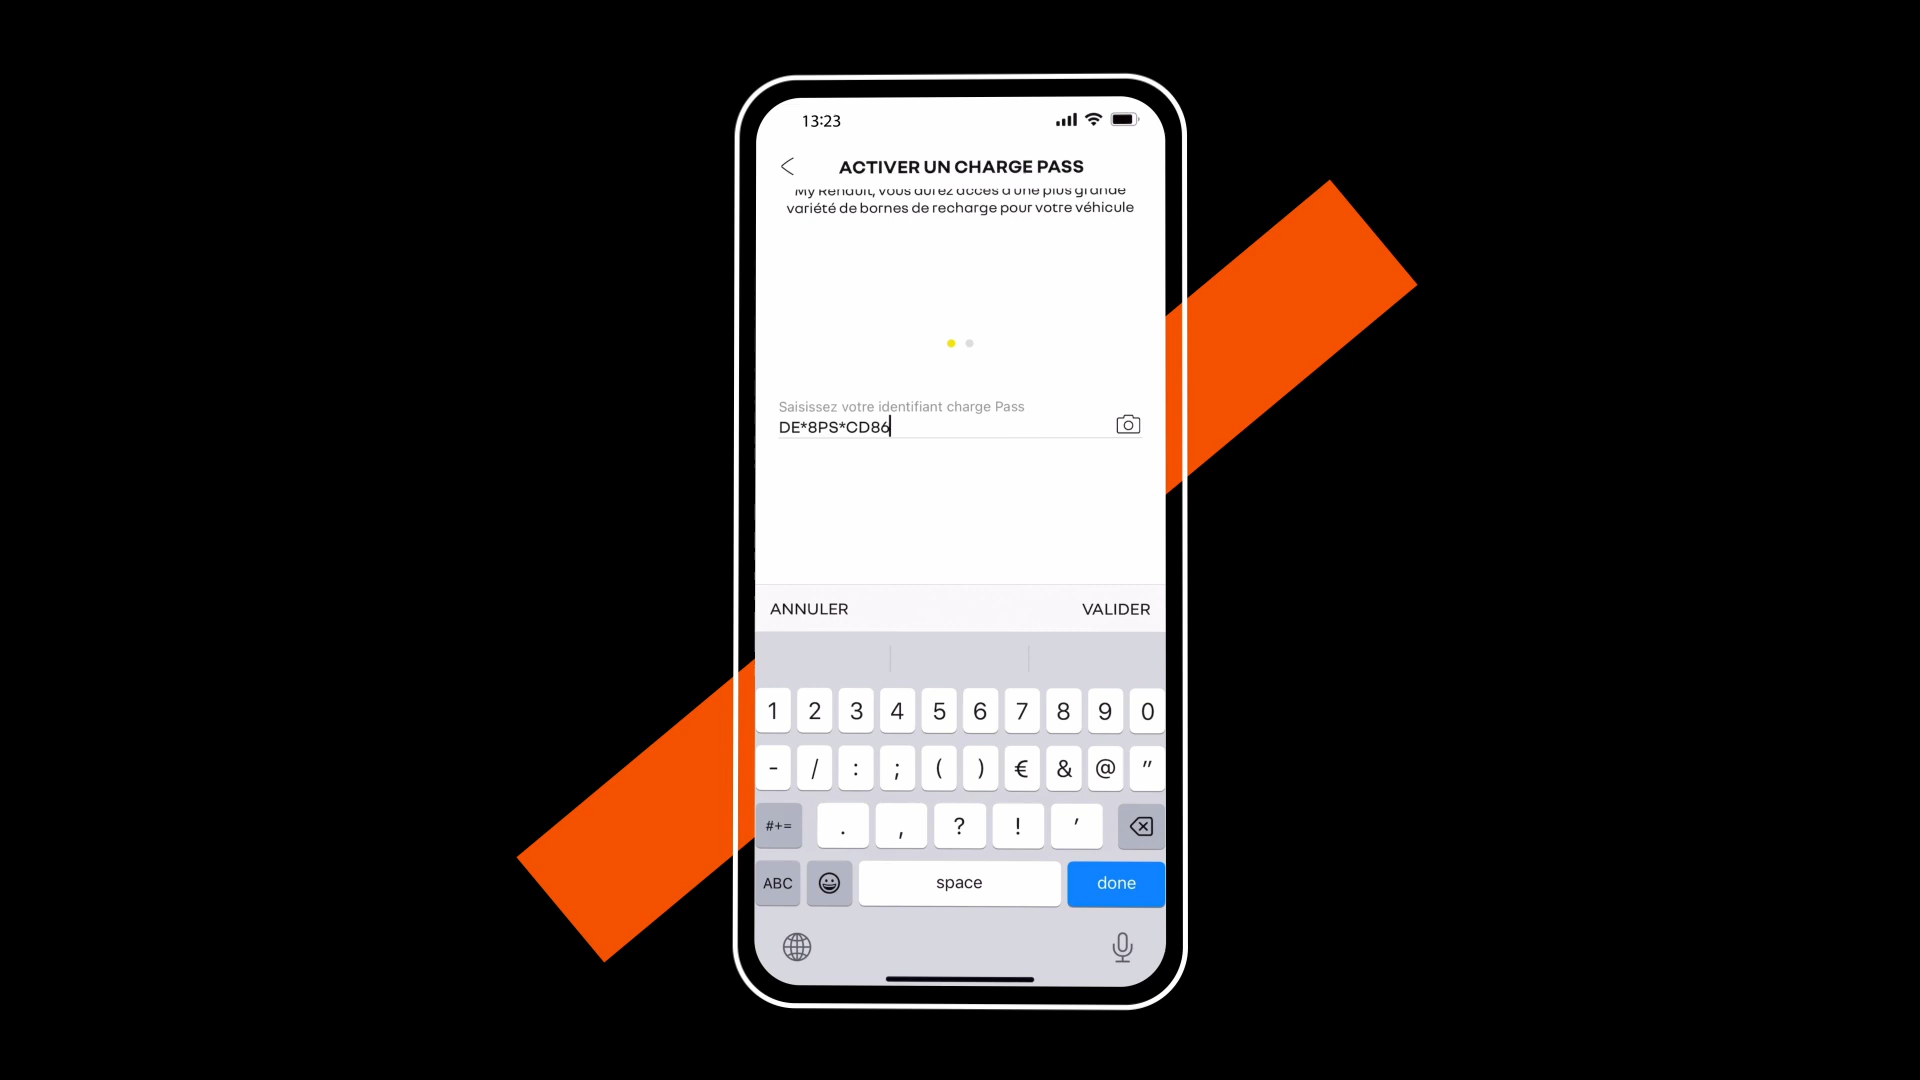 13:23
ACTIVER UN CHARGE PASS
My Renault, vous aurez accès à une plus grande
variété de bornes de recharge pour votre véhicule
Saisissez votre identifiant charge Pass
DE*8PS*CD86
ANNULER
VALIDER
1 2 3 4 5 6 7 8 9 0
- / : ; ( ) € & @ "
#+= . , ? ! '
ABC space done